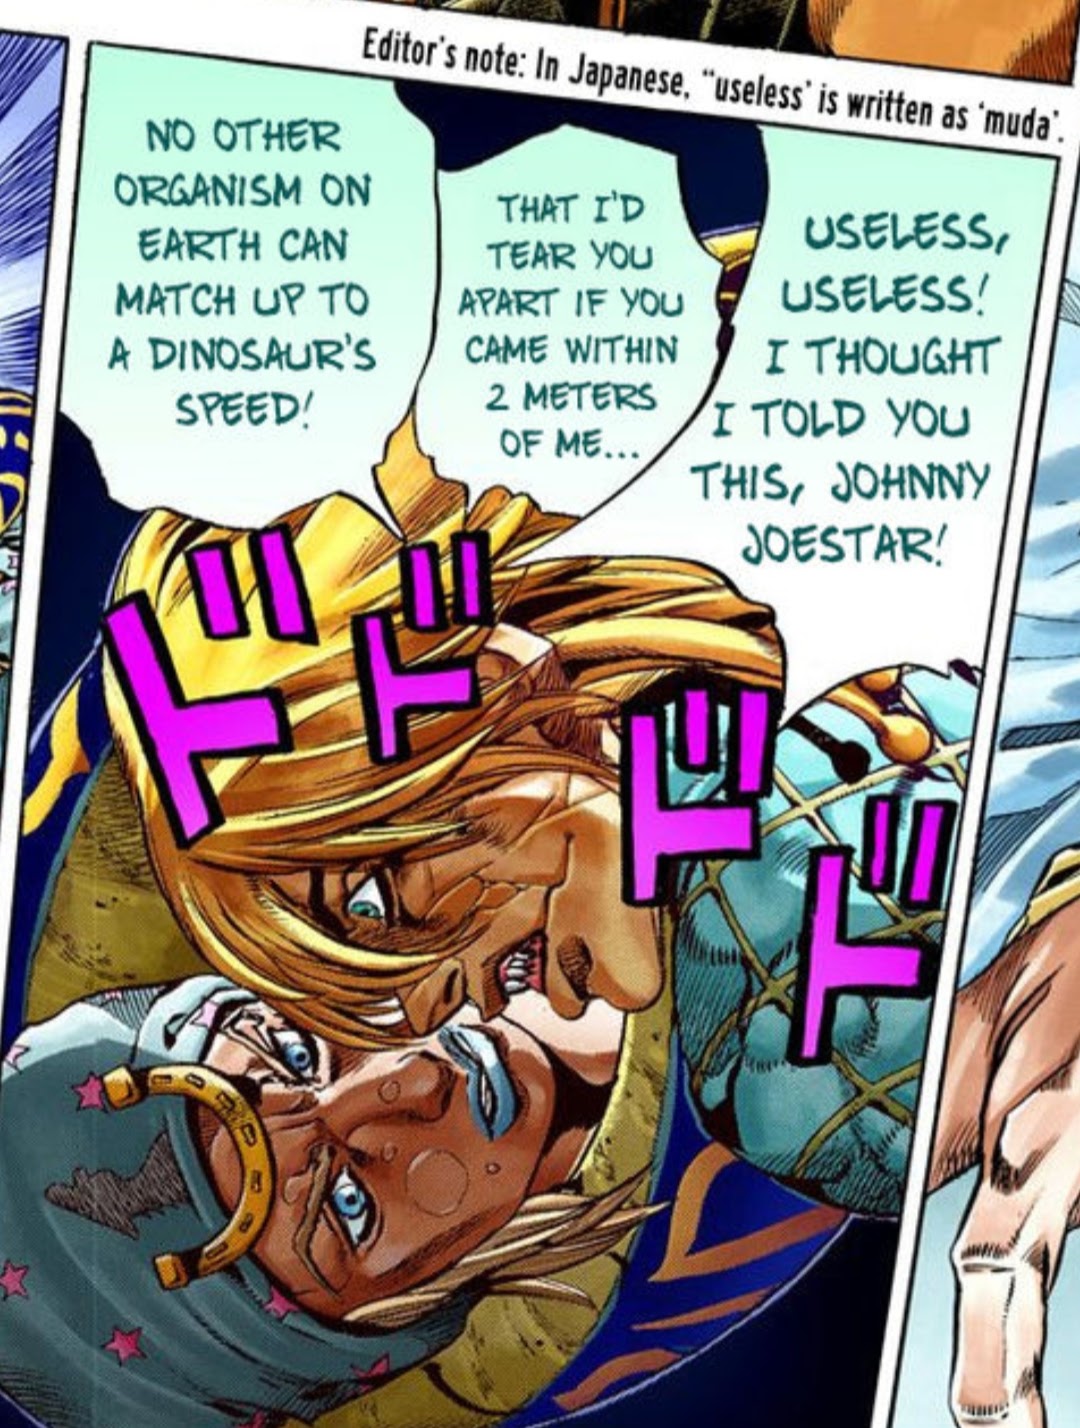 Editor's note: In Japanese, "useless' is written as 'muda'.
USELESS,
USELESS!
I THOUGHT
I TOLD YOU
THIS, JOHNNY
JOESTAR!
THAT I'D
TEAR YOU
APART IF YOU
CAME WITHIN
2 METERS
OF ME...
NO OTHER
ORGANISM ON
EARTH CAN
MATCH UP TO
A DINOSAUR'S
SPEED!
ド
ド
ド
ド